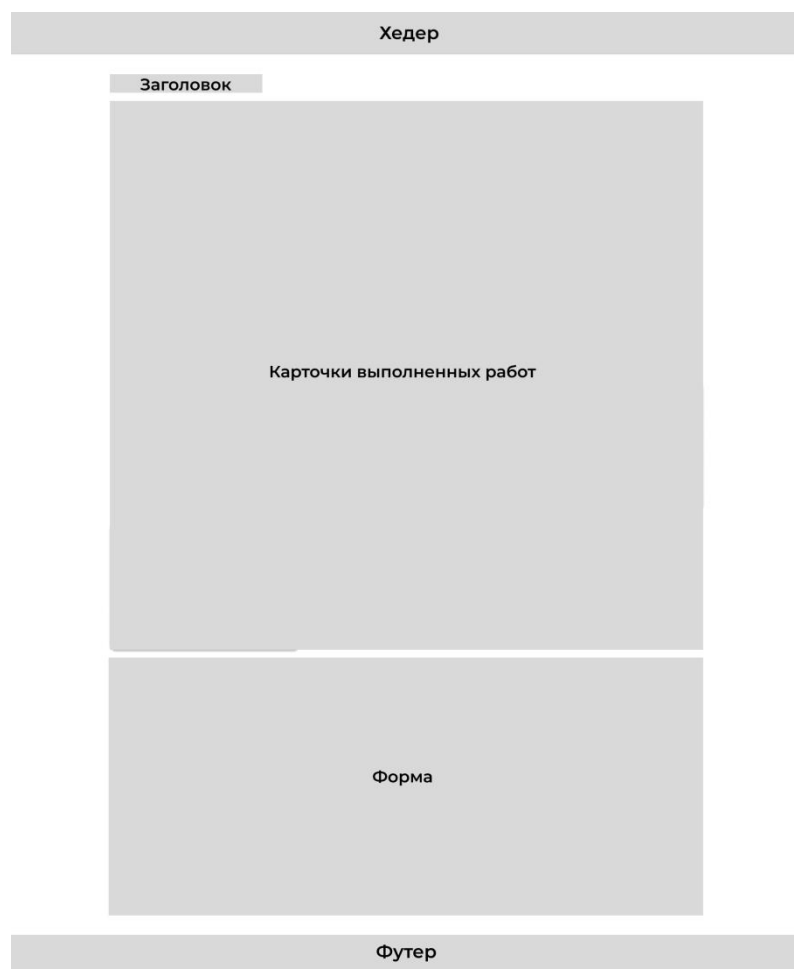 Хедер
Заголовок
Карточки выполненных работ
Форма
Футер